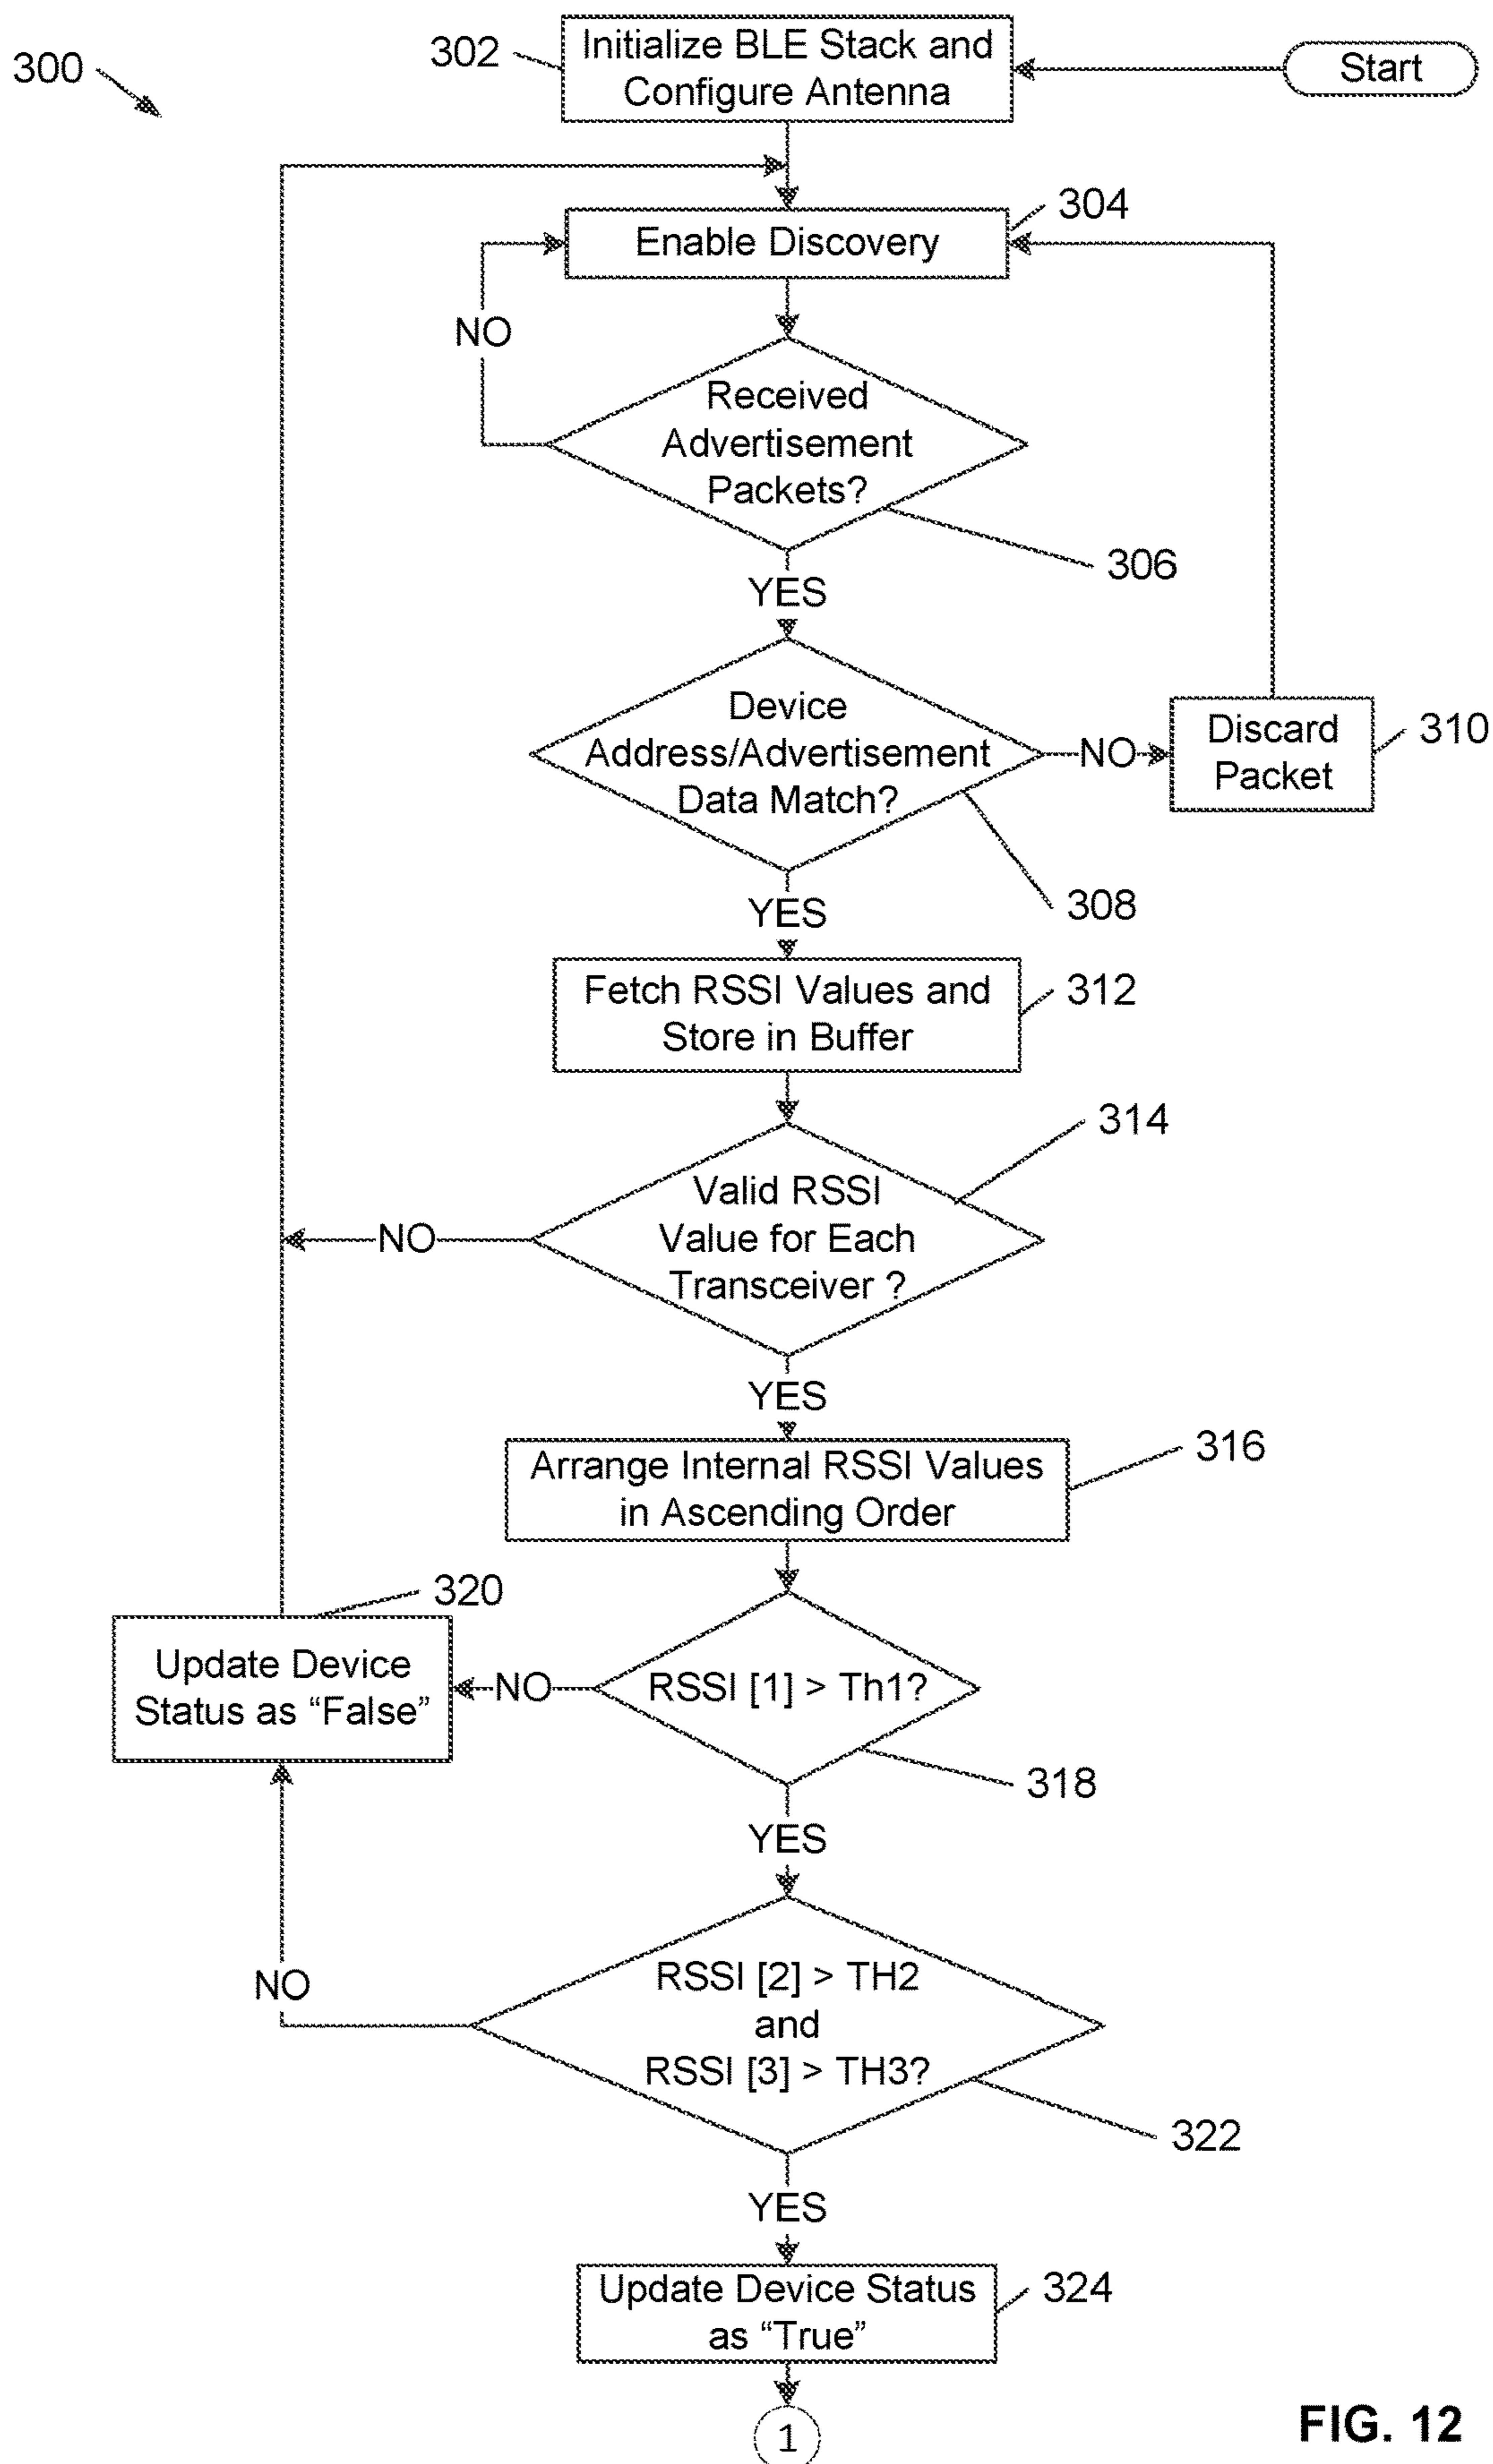 300
302
Initialize BLE Stack and
Configure Antenna
Start
304
Enable Discovery
NO
Received
Advertisement
Packets?
306
YES
Device
Address/Advertisement
Data Match?
NO
Discard
Packet
310
308
YES
Fetch RSSI Values and
Store in Buffer
312
314
Valid RSSI
Value for Each
Transceiver ?
NO
YES
316
Arrange Internal RSSI Values
in Ascending Order
320
Update Device
Status as “False”
NO
RSSI [1] > Th1?
318
YES
NO
RSSI [2] > TH2
and
RSSI [3] > TH3?
322
YES
Update Device Status
as “True”
324
1
FIG. 12